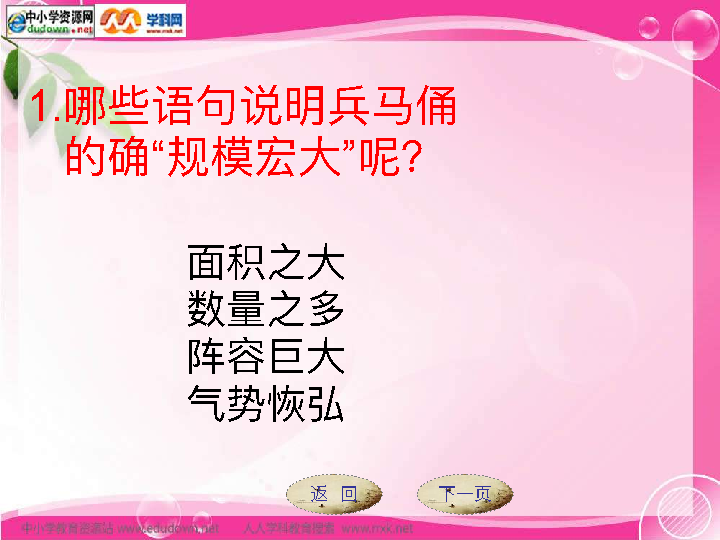 中小学资源网
dudown.net
学科网
1.哪些语句说明兵马俑
的确“规模宏大”呢?
面积之大
数量之多
阵容巨大
气势恢弘
返 回
下一页
中小学教育资源站 www.edudown.net 人人学科教育搜索 www.rrxk.net